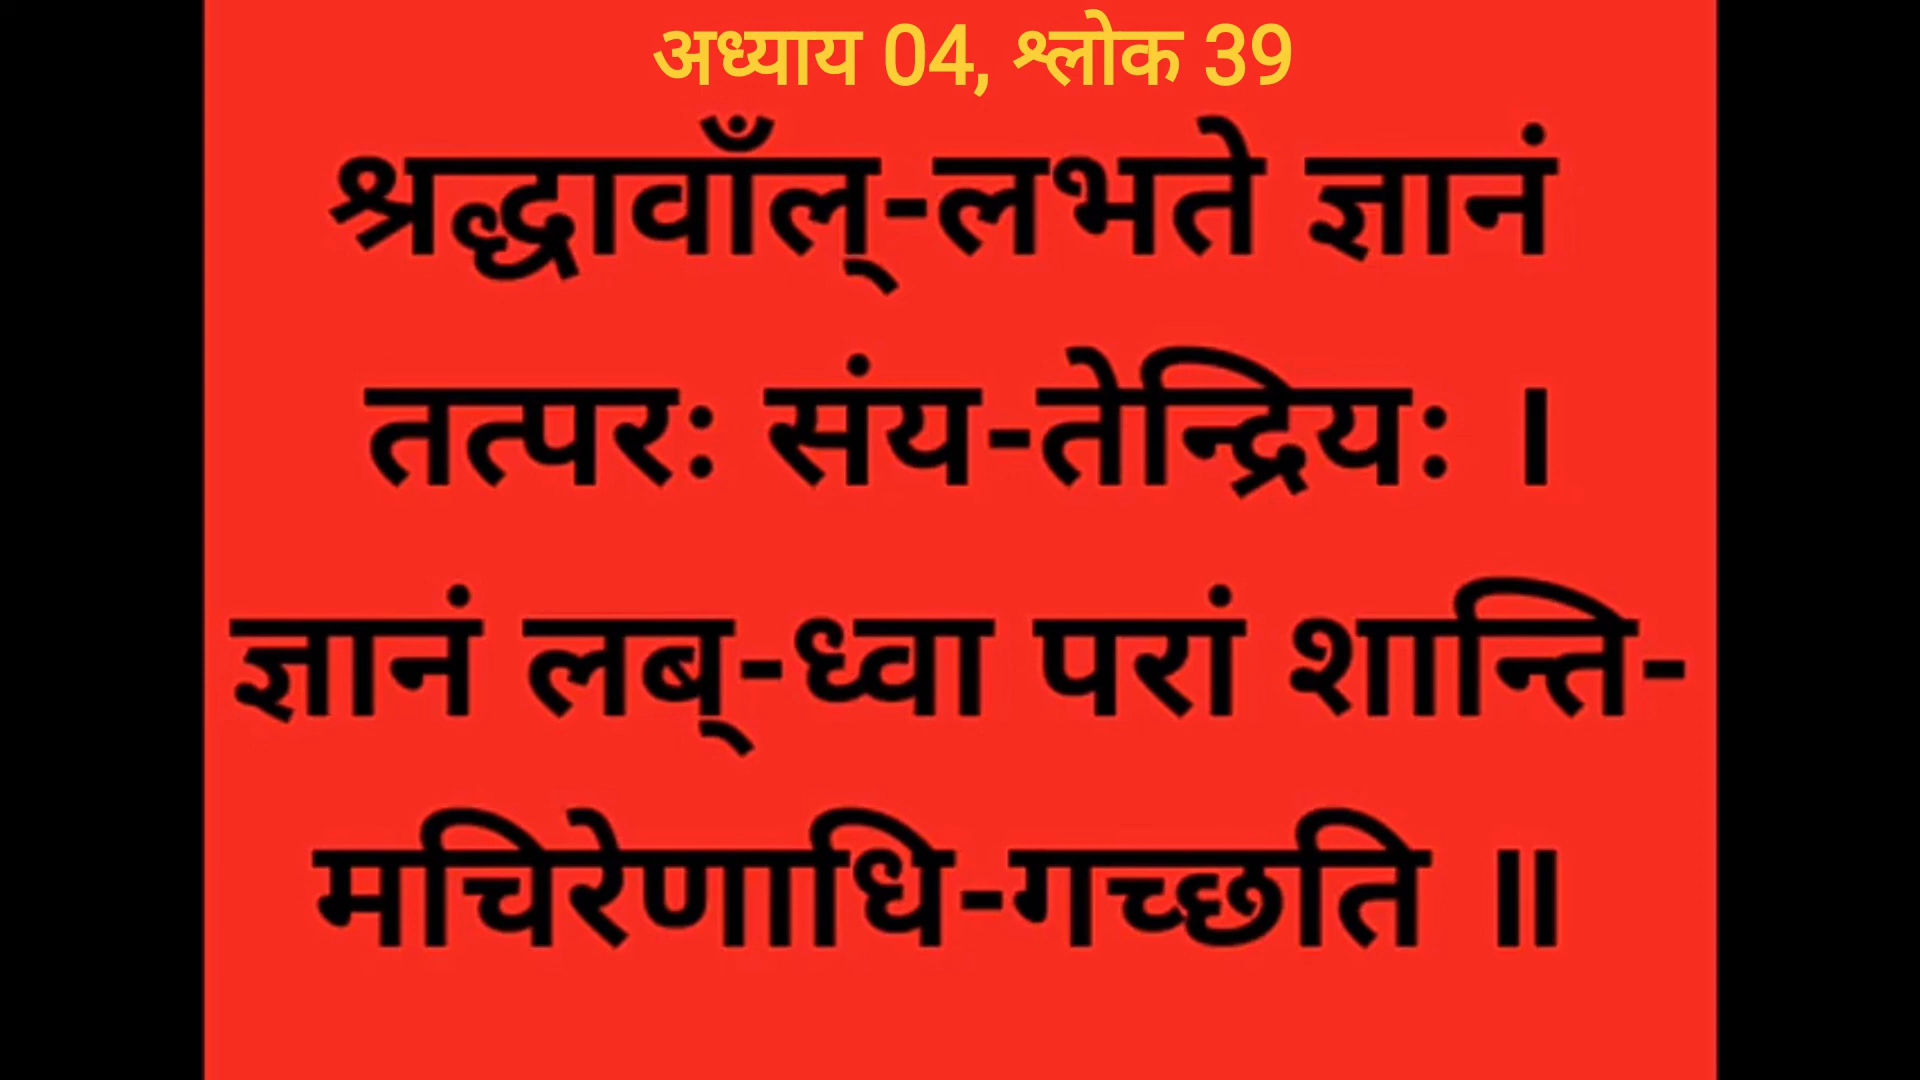 अध्याय 04, श्लोक 39
श्रद्धावाँल्-लभते ज्ञानं
तत्परः संय-तेन्द्रियः ।
ज्ञानं लब्-ध्वा परां शान्ति-
मचिरेणाधि-गच्छति ॥